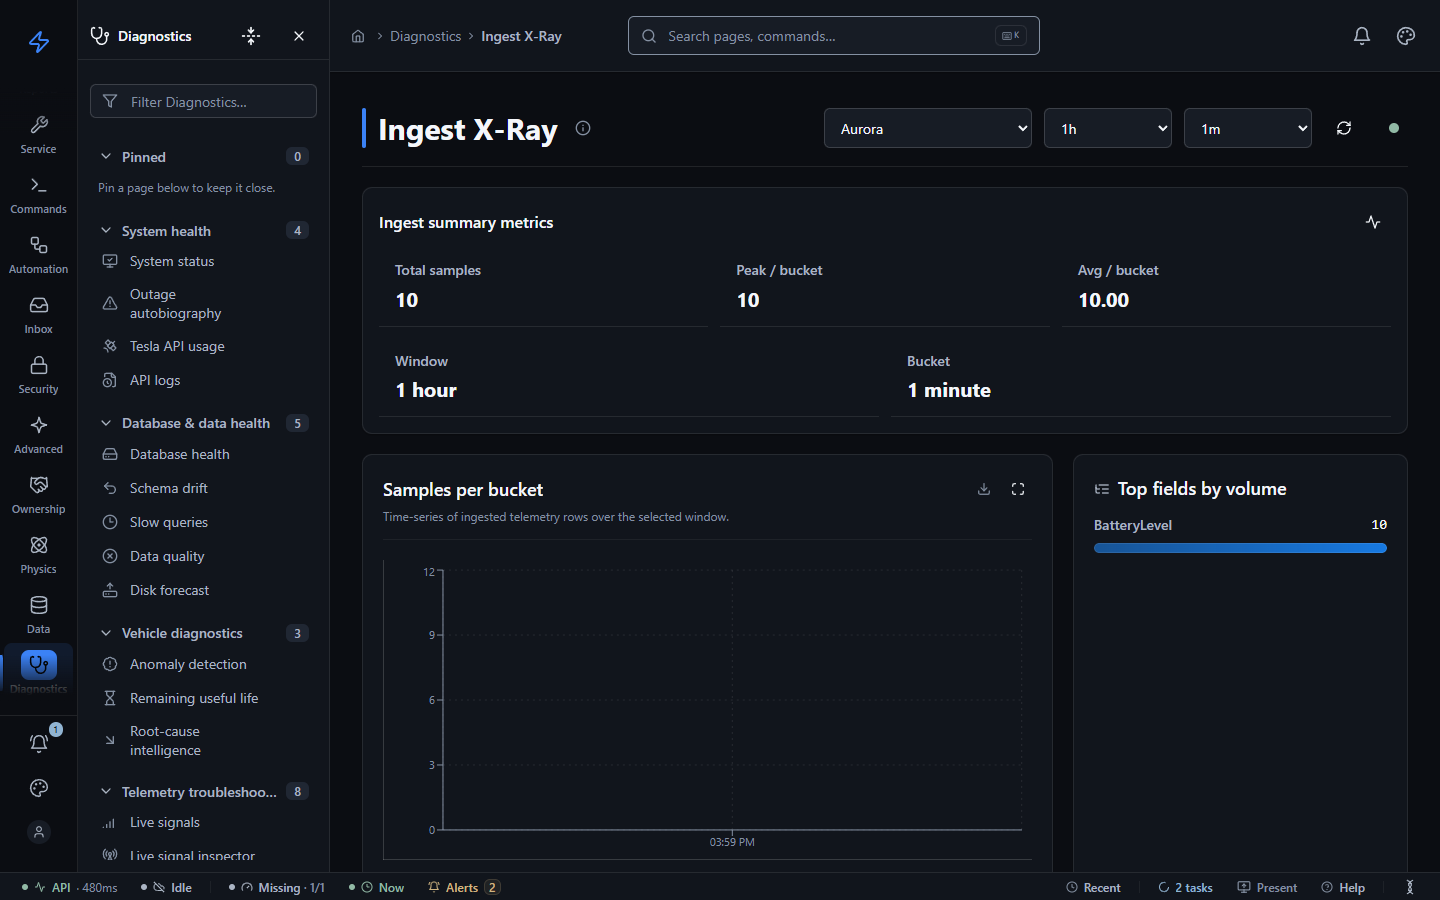 Diagnostics
Diagnostics
Ingest X-Ray
Search pages, commands...
K
Filter Diagnostics...
Service
Commands
Automation
Inbox
Security
Advanced
Ownership
Physics
Data
Diagnostics
1
Pinned
0
Pin a page below to keep it close.
System health
4
System status
Outage
autobiography
Tesla API usage
API logs
Database & data health
5
Database health
Schema drift
Slow queries
Data quality
Disk forecast
Vehicle diagnostics
3
Anomaly detection
Remaining useful life
Root-cause
intelligence
Telemetry troubleshoo...
8
Live signals
Live signal inspector
Ingest X-Ray
Aurora
1h
1m
Ingest summary metrics
Total samples
10
Peak / bucket
10
Avg / bucket
10.00
Window
1 hour
Bucket
1 minute
Samples per bucket
Time-series of ingested telemetry rows over the selected window.
12
9
6
3
0
03:59 PM
Top fields by volume
BatteryLevel
10
API · 480ms
Idle
Missing · 1/1
Now
Alerts 2
Recent
2 tasks
Present
Help